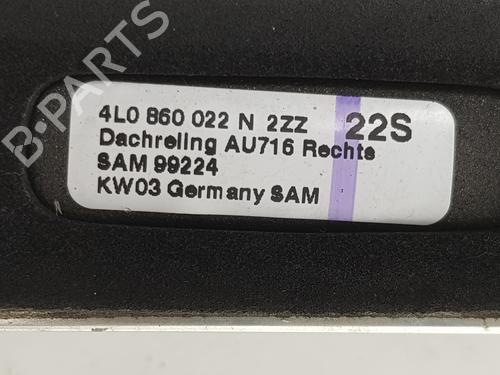 B-PARTS
4L0 860 022 N 2ZZ 22S
Dachreling AU716 Rechts
SAM 99224
KW03 Germany SAM